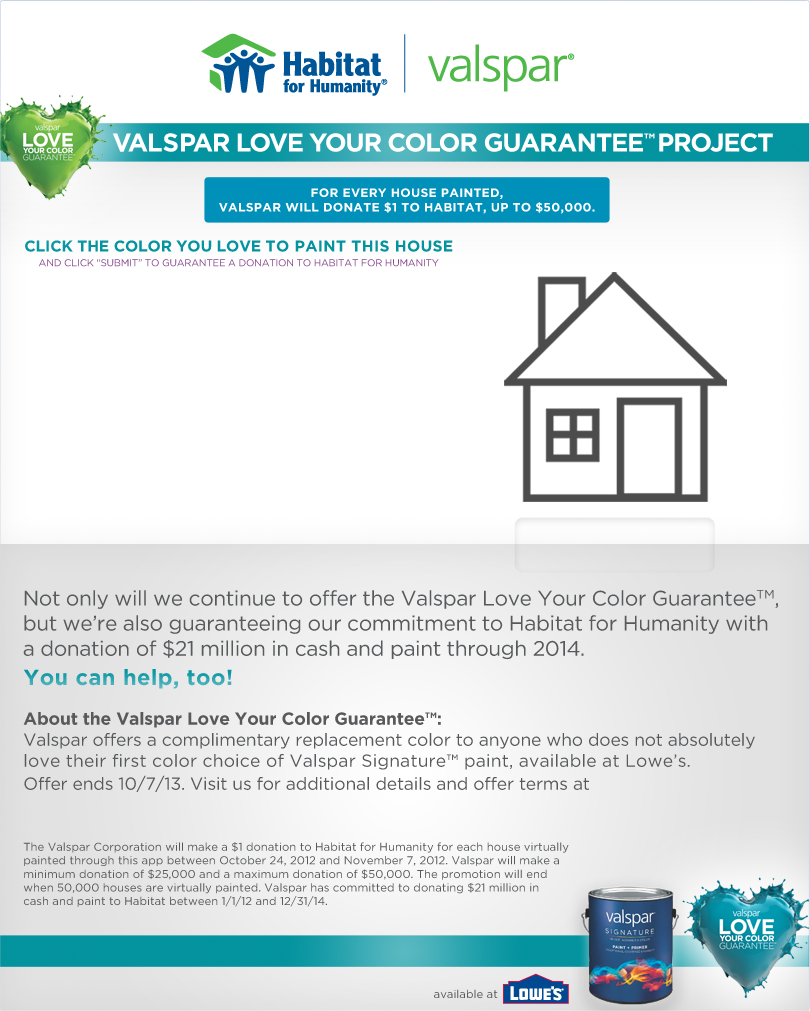 Habitat
for Humanity®
valspar®
valspar
LOVE
YOUR COLOR
GUARANTEE™
VALSPAR LOVE YOUR COLOR GUARANTEE™ PROJECT
FOR EVERY HOUSE PAINTED,
VALSPAR WILL DONATE $1 TO HABITAT, UP TO $50,000.
CLICK THE COLOR YOU LOVE TO PAINT THIS HOUSE
AND CLICK “SUBMIT” TO GUARANTEE A DONATION TO HABITAT FOR HUMANITY
Not only will we continue to offer the Valspar Love Your Color Guarantee™,
but we’re also guaranteeing our commitment to Habitat for Humanity with
a donation of $21 million in cash and paint through 2014.
You can help, too!
About the Valspar Love Your Color Guarantee™:
Valspar offers a complimentary replacement color to anyone who does not absolutely
love their first color choice of Valspar Signature™ paint, available at Lowe’s.
Offer ends 10/7/13. Visit us for additional details and offer terms at
The Valspar Corporation will make a $1 donation to Habitat for Humanity for each house virtually
painted through this app between October 24, 2012 and November 7, 2012. Valspar will make a
minimum donation of $25,000 and a maximum donation of $50,000. The promotion will end
when 50,000 houses are virtually painted. Valspar has committed to donating $21 million in
cash and paint to Habitat between 1/1/12 and 12/31/14.
valspar
SIGNATURE
PAINT + PRIMER
valspar
LOVE
YOUR COLOR
GUARANTEE™
available at LOWE'S